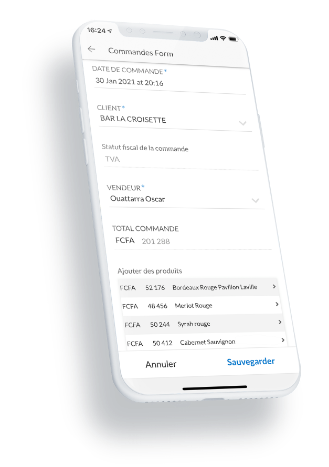 16:24
Commandes Form
DATE DE COMMANDE*
30 Jan 2021 at 20:16
CLIENT*
BAR LA CROISETTE
Statut fiscal de la commande
TVA
VENDEUR*
Ouattarra Oscar
TOTAL COMMANDE
FCFA 201 288
Ajouter des produits
FCFA 52 176 Bordeaux Rouge Pavillon Laville
FCFA 48 456 Merlot Rouge
FCFA 50 244 Syrah rouge
FCFA 50 412 Cabernet Sauvignon
Annuler Sauvegarder